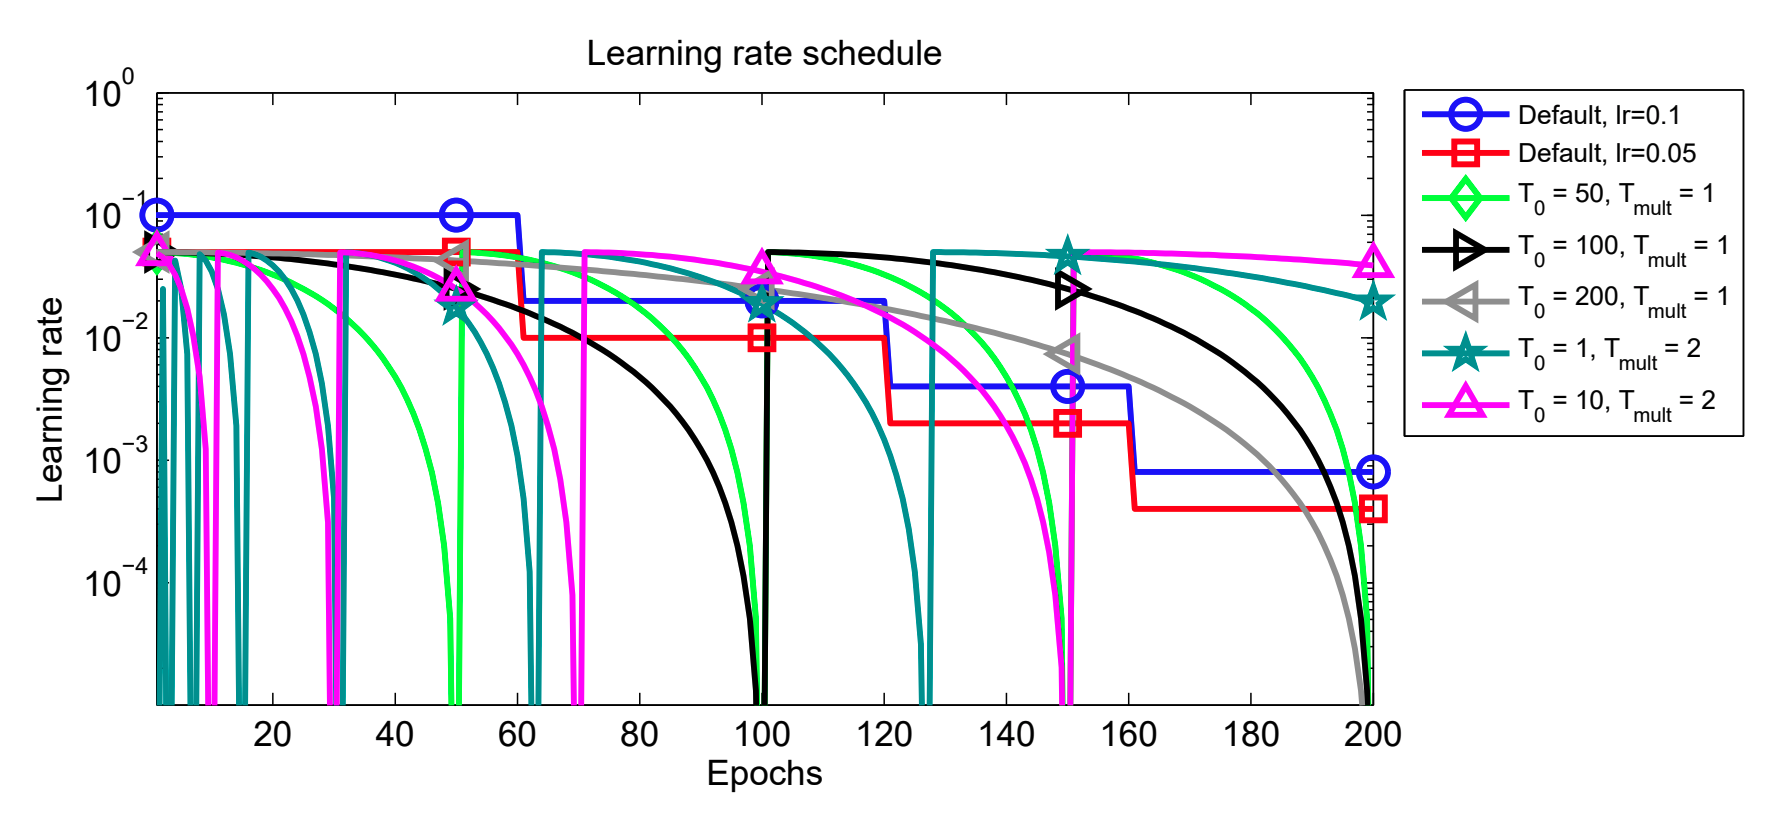 Learning rate schedule
10^0
10^−1
10^−2
10^−3
10^−4
Learning rate
20 40 60 80 100 120 140 160 180 200
Epochs
Default, lr=0.1
Default, lr=0.05
T_0 = 50, T_mult = 1
T_0 = 100, T_mult = 1
T_0 = 200, T_mult = 1
T_0 = 1, T_mult = 2
T_0 = 10, T_mult = 2